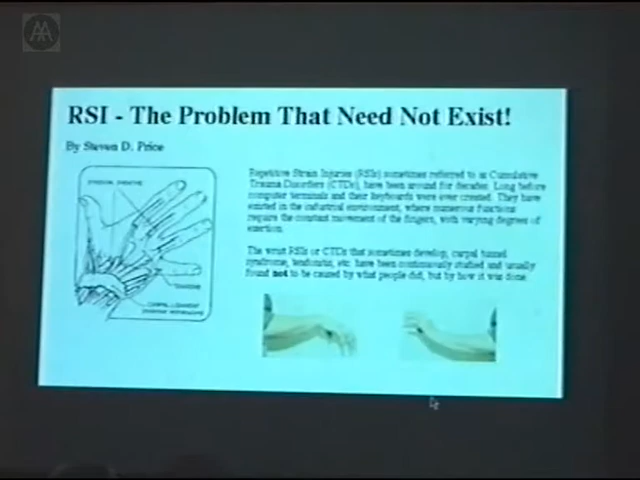 AA
RSI - The Problem That Need Not Exist!
By Steven D. Price
Repetitive Strain Injuries (RSIs) sometimes referred to as Cumulative
Trauma Disorders (CTDs), have been around for decades. Long before
computer terminals and their keyboards were ever created. They have
existed in the industrial environment, where numerous functions
require the constant movement of the fingers, with varying degrees of
exertion.
The wrist RSIs or CTDs that sometimes develop, carpal tunnel
syndrome, tendonitis, etc. have been continuously studied and usually
found not to be caused by what people did, but by how it was done.
TENDONS
CARPAL LIGAMENT